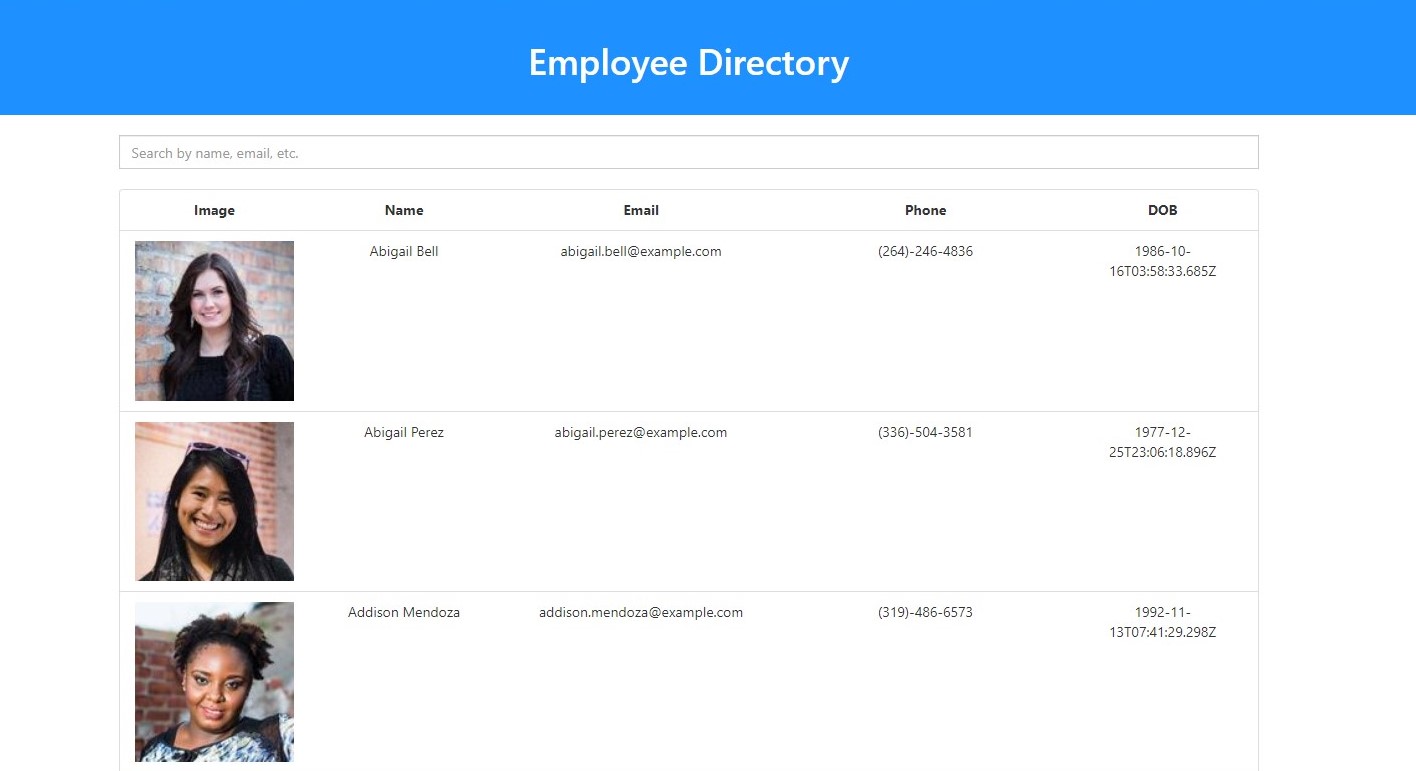 Employee Directory
Search by name, email, etc.
Image Name Email Phone DOB
Abigail Bell abigail.bell@example.com (264)-246-4836 1986-10-
16T03:58:33.685Z
Abigail Perez abigail.perez@example.com (336)-504-3581 1977-12-
25T23:06:18.896Z
Addison Mendoza addison.mendoza@example.com (319)-486-6573 1992-11-
13T07:41:29.298Z